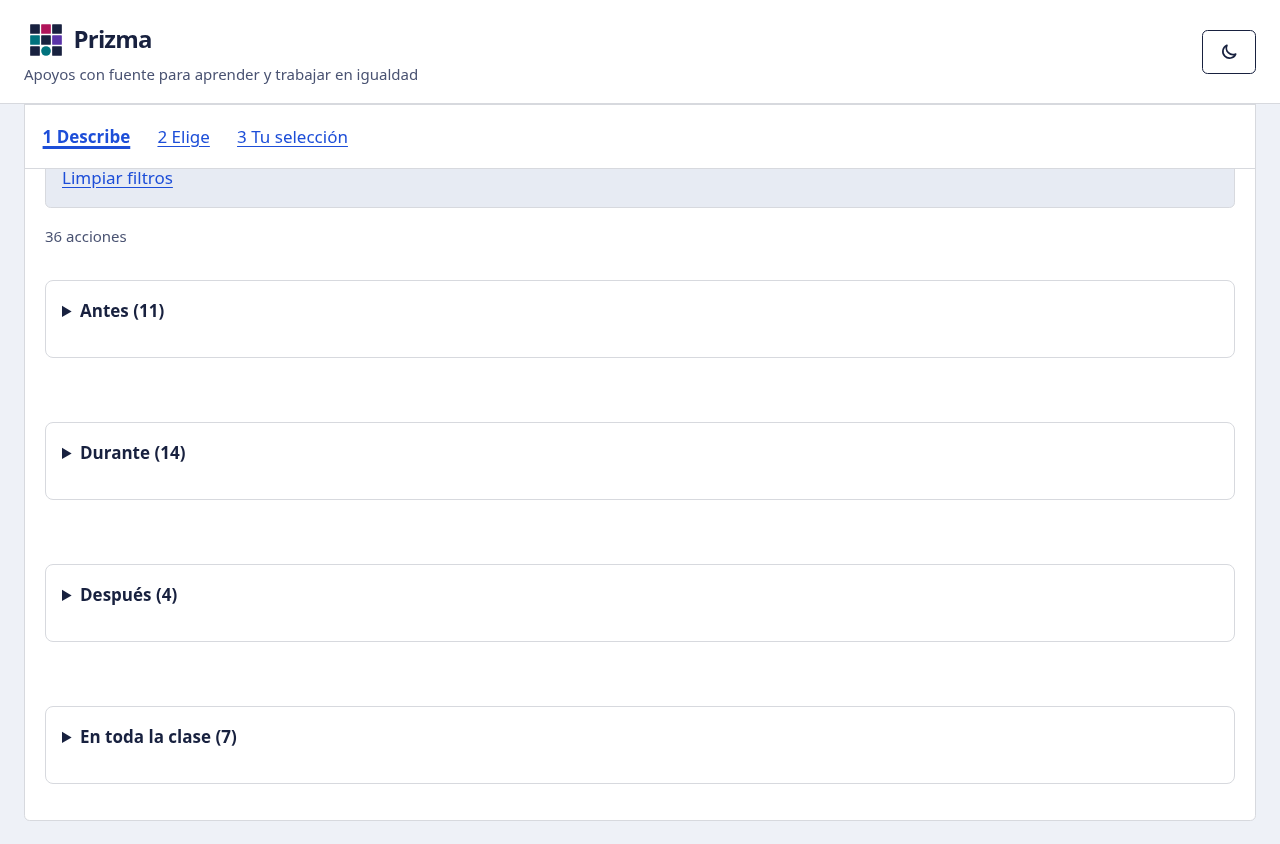 Prizma
Apoyos con fuente para aprender y trabajar en igualdad
1 Describe
2 Elige
3 Tu selección
Limpiar filtros
36 acciones
Antes (11)
Durante (14)
Después (4)
En toda la clase (7)